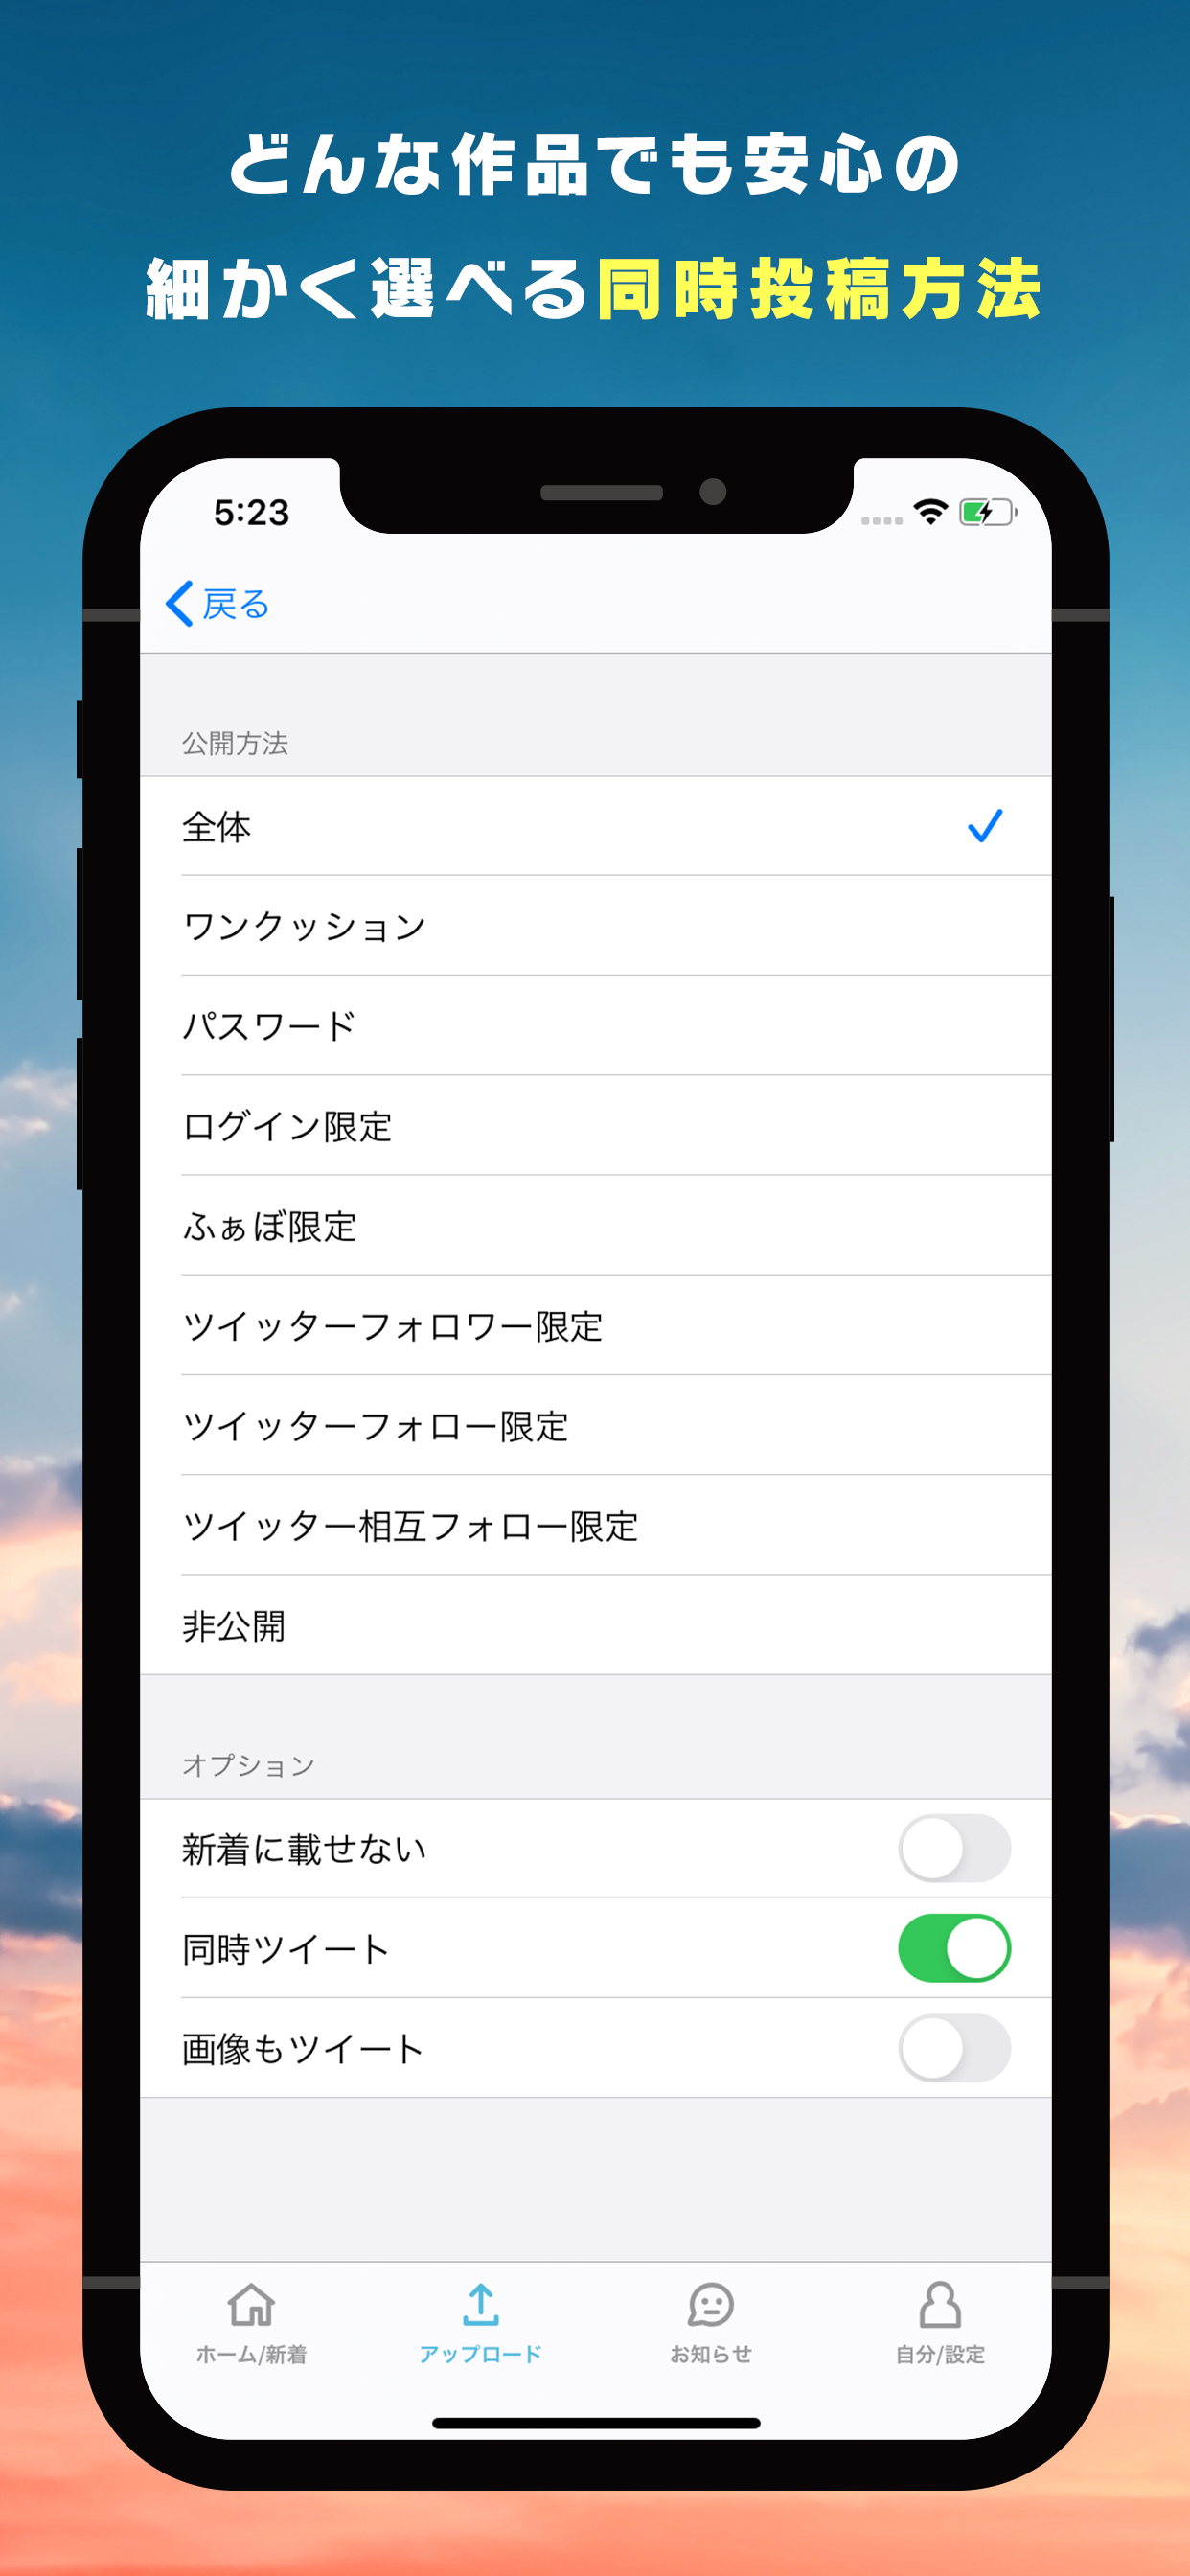 どんな作品でも安心の
細かく選べる同時投稿方法
5:23
戻る
公開方法
全体
ワンクッション
パスワード
ログイン限定
ふぁぼ限定
ツイッターフォロワー限定
ツイッターフォロー限定
ツイッター相互フォロー限定
非公開
オプション
新着に載せない
同時ツイート
画像もツイート
ホーム/新着
アップロード
お知らせ
自分/設定